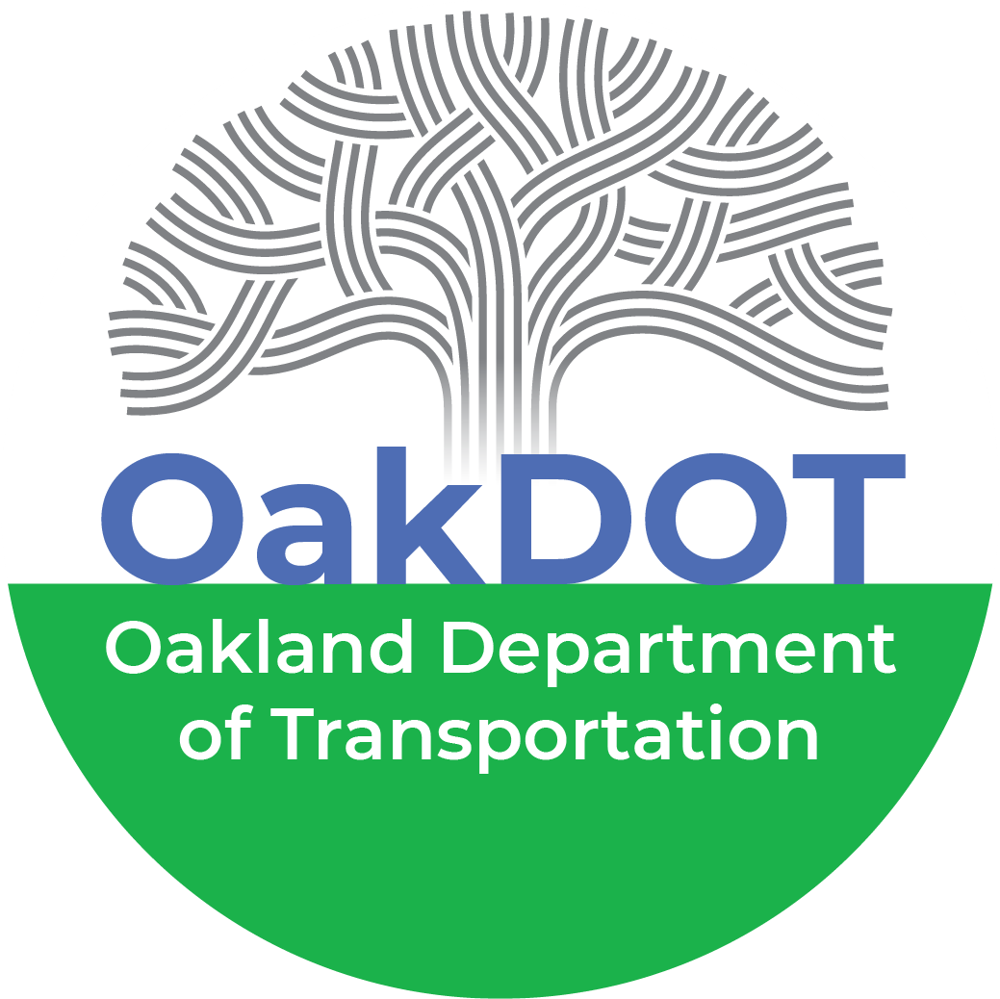 OakDOT
Oakland Department
of Transportation